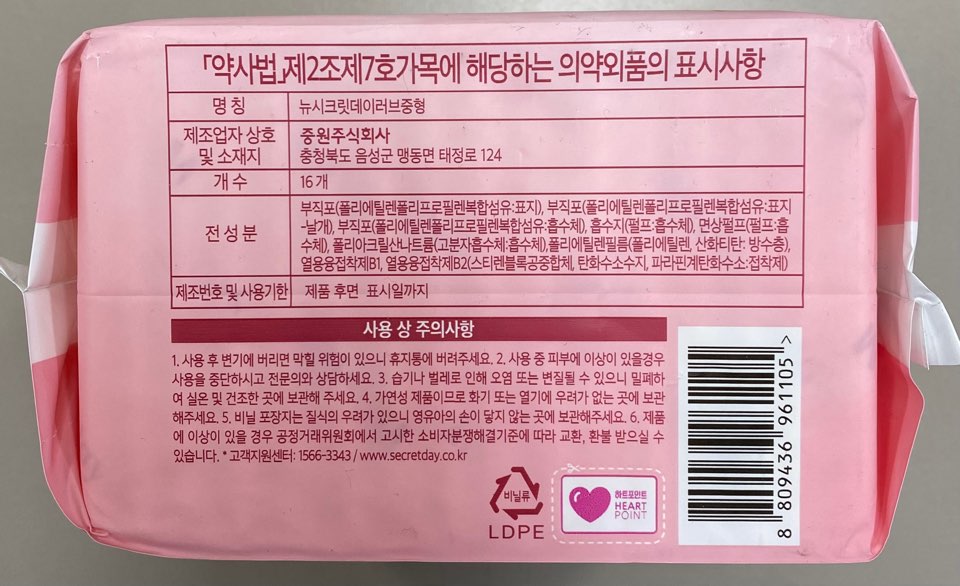 「약사법」제2조제7호가목에 해당하는 의약외품의 표시사항
명 칭 뉴시크릿데이러브중형
제조업자 상호 및 소재지 중원주식회사
충청북도 음성군 맹동면 태정로 124
개 수 16개
전 성 분 부직포(폴리에틸렌폴리프로필렌복합섬유:표지), 부직포(폴리에틸렌폴리프로필렌복합섬유:표지
-날개), 부직포(폴리에틸렌폴리프로필렌복합섬유:흡수체), 흡수지(펄프:흡수체), 면상펄프(펄프:흡
수체), 폴리아크릴산나트륨(고분자흡수체:흡수체),폴리에틸렌필름(폴리에틸렌, 산화티탄: 방수층),
열용융접착제B1, 열용융접착제B2(스티렌블록공중합체, 탄화수소수지, 파라핀계탄화수소:접착제)
제조번호 및 사용기한 제품 후면 표시일까지
사용 상 주의사항
1. 사용 후 변기에 버리면 막힐 위험이 있으니 휴지통에 버려주세요. 2. 사용 중 피부에 이상이 있을경우
사용을 중단하시고 전문의와 상담하세요. 3. 습기나 벌레로 인해 오염 또는 변질될 수 있으니 밀폐하
여 실온 및 건조한 곳에 보관해 주세요. 4. 가연성 제품이므로 화기 또는 열기에 우려가 없는 곳에 보관
해주세요. 5. 비닐 포장지는 질식의 우려가 있으니 영유아의 손이 닿지 않는 곳에 보관해주세요. 6. 제품
에 이상이 있을 경우 공정거래위원회에서 고시한 소비자분쟁해결기준에 따라 교환, 환불 받으실 수
있습니다. * 고객지원센터: 1566-3343 / www.secretday.co.kr
비닐류
LDPE
하트포인트
HEART
POINT
8 809436 961105 >